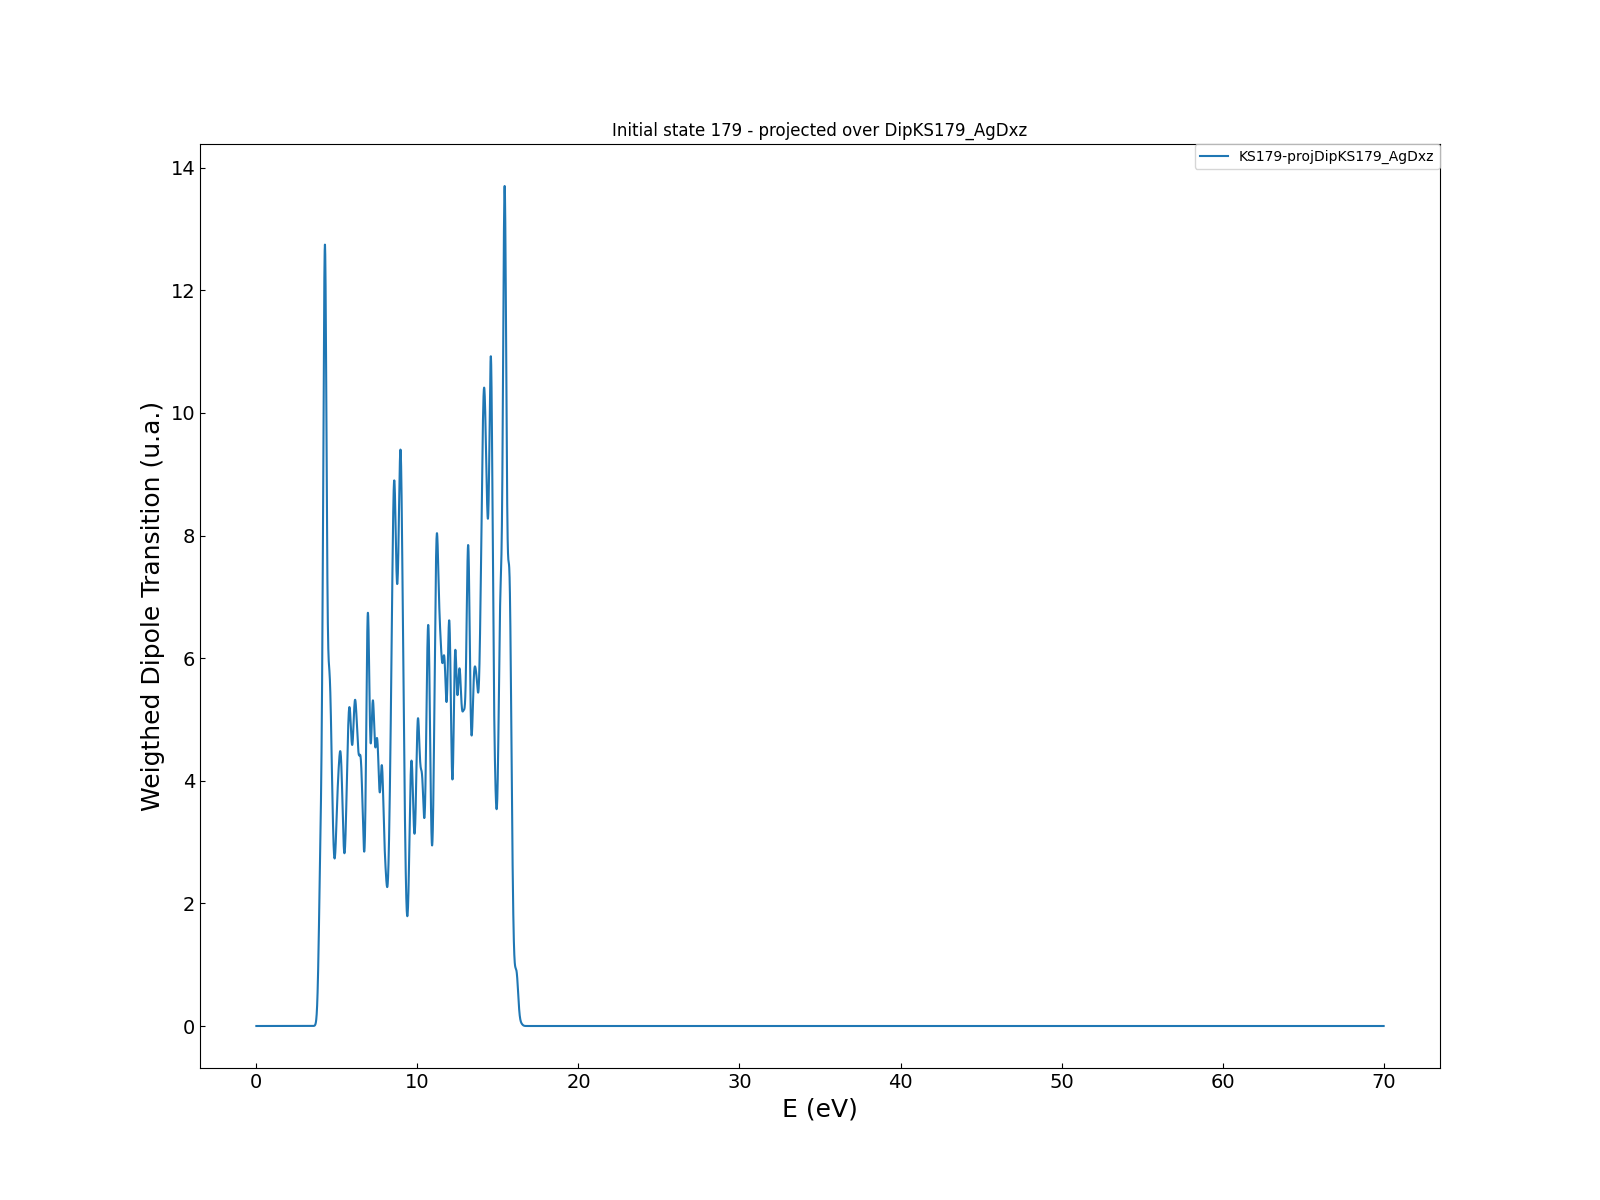 Initial state 179 - projected over DipKS179_AgDxz
KS179-projDipKS179_AgDxz
14
12
10
8
6
4
2
0
Weigthed Dipole Transition (u.a.)
0 10 20 30 40 50 60 70
E (eV)